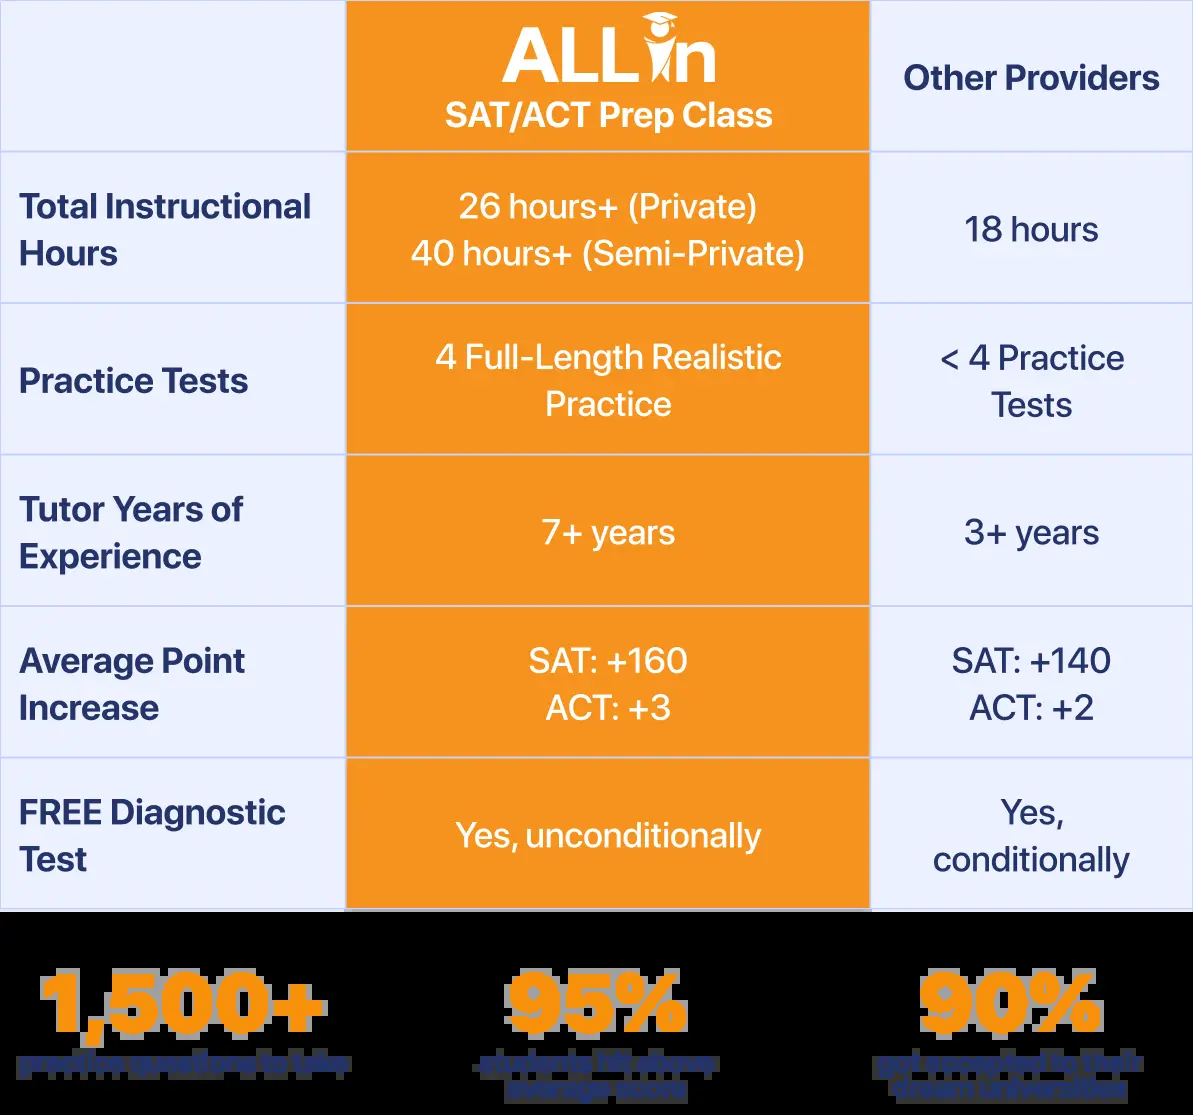 ALL in
SAT/ACT Prep Class
Other Providers
Total Instructional
Hours
26 hours+ (Private)
40 hours+ (Semi-Private)
18 hours
Practice Tests
4 Full-Length Realistic
Practice
< 4 Practice
Tests
Tutor Years of
Experience
7+ years
3+ years
Average Point
Increase
SAT: +160
ACT: +3
SAT: +140
ACT: +2
FREE Diagnostic
Test
Yes, unconditionally
Yes,
conditionally
1,500+
practice questions to take
95%
students hit above
average score
90%
got accepted to their
dream universities